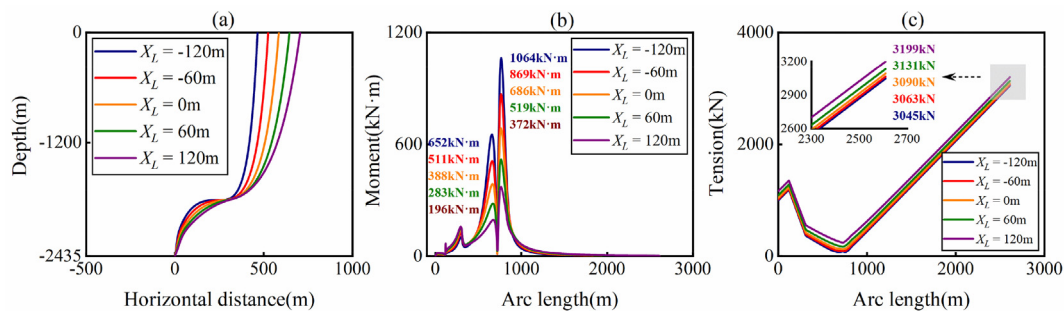 (a)
0
-1200
-2435
-500
0
500
1000
Depth(m)
Horizontal distance(m)
X_L = -120m
X_L = -60m
X_L = 0m
X_L = 60m
X_L = 120m
(b)
1200
600
0
0
1000
2000
3000
Moment(kN·m)
Arc length(m)
1064kN·m
869kN·m
686kN·m
519kN·m
372kN·m
652kN·m
511kN·m
388kN·m
283kN·m
196kN·m
X_L = -120m
X_L = -60m
X_L = 0m
X_L = 60m
X_L = 120m
(c)
4000
2000
0
0
1000
2000
3000
Tension(kN)
Arc length(m)
3200
2900
2600
2300
2500
2700
3199kN
3131kN
3090kN
3063kN
3045kN
X_L = -120m
X_L = -60m
X_L = 0m
X_L = 60m
X_L = 120m